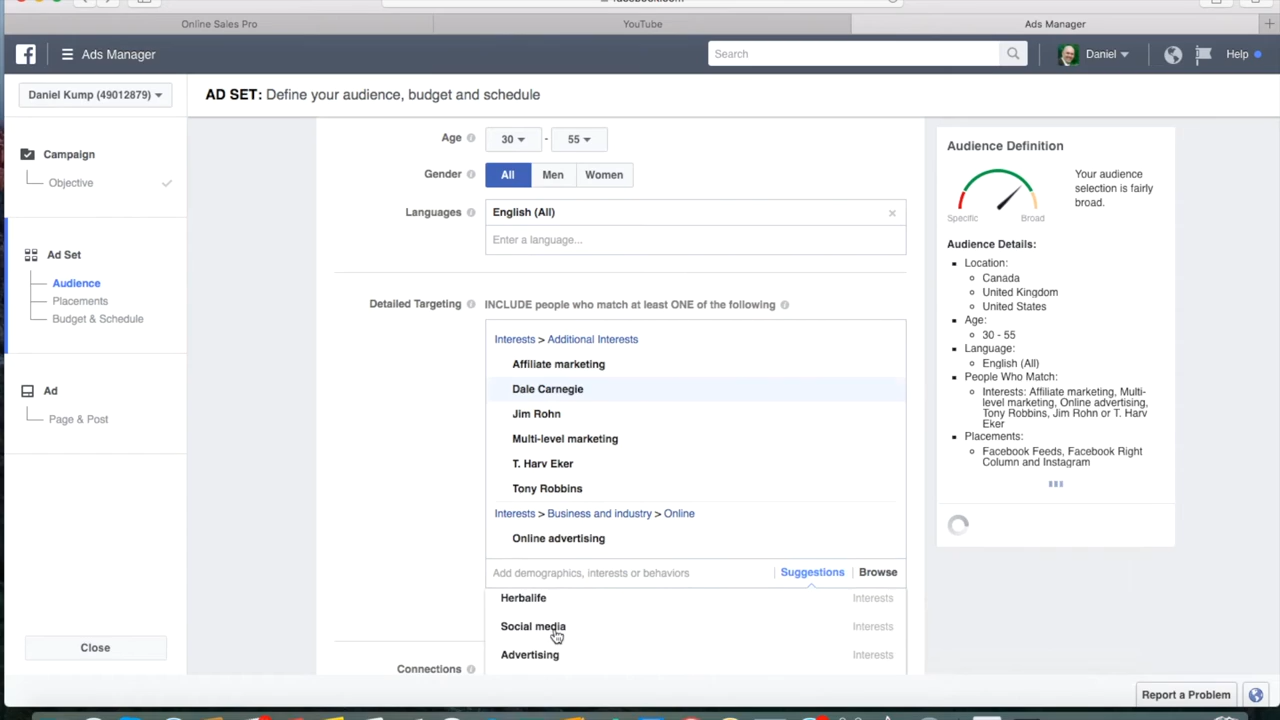 facebook.com
Online Sales Pro
YouTube
Ads Manager
Ads Manager
Search
Daniel
Help
Daniel Kump (49012879)
AD SET: Define your audience, budget and schedule
Campaign
Objective
Ad Set
Audience
Placements
Budget & Schedule
Ad
Page & Post
Close
Age
30
-
55
Gender
All
Men
Women
Languages
English (All)
Enter a language...
Detailed Targeting
INCLUDE people who match at least ONE of the following
Interests > Additional Interests
Affiliate marketing
Dale Carnegie
Jim Rohn
Multi-level marketing
T. Harv Eker
Tony Robbins
Interests > Business and industry > Online
Online advertising
Add demographics, interests or behaviors
Suggestions
Browse
Herbalife
Interests
Social media
Interests
Advertising
Interests
Connections
Audience Definition
Specific
Broad
Your audience
selection is fairly
broad.
Audience Details:
Location:
Canada
United Kingdom
United States
Age:
30 - 55
Language:
English (All)
People Who Match:
Interests: Affiliate marketing, Multi-
level marketing, Online advertising,
Tony Robbins, Jim Rohn or T. Harv
Eker
Placements:
Facebook Feeds, Facebook Right
Column and Instagram
Report a Problem